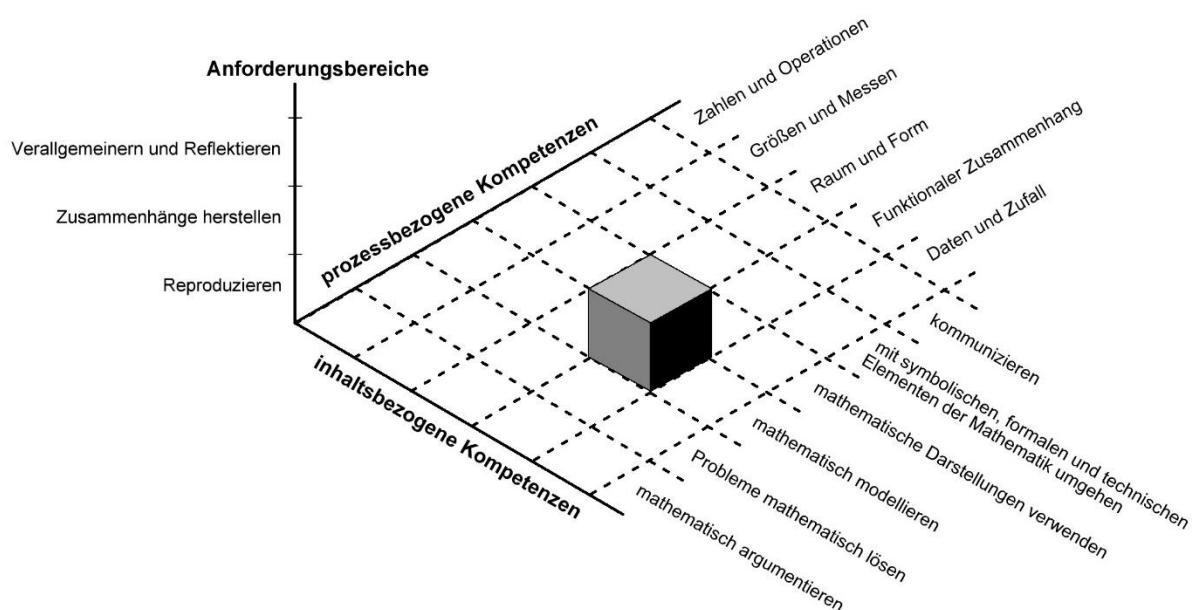 Anforderungsbereiche
Verallgemeinern und Reflektieren
Zusammenhänge herstellen
Reproduzieren
prozessbezogene Kompetenzen
inhaltsbezogene Kompetenzen
Zahlen und Operationen
Größen und Messen
Raum und Form
Funktionaler Zusammenhang
Daten und Zufall
kommunizieren
mit symbolischen, formalen und technischen
Elementen der Mathematik umgehen
mathematische Darstellungen verwenden
mathematisch modellieren
Probleme mathematisch lösen
mathematisch argumentieren